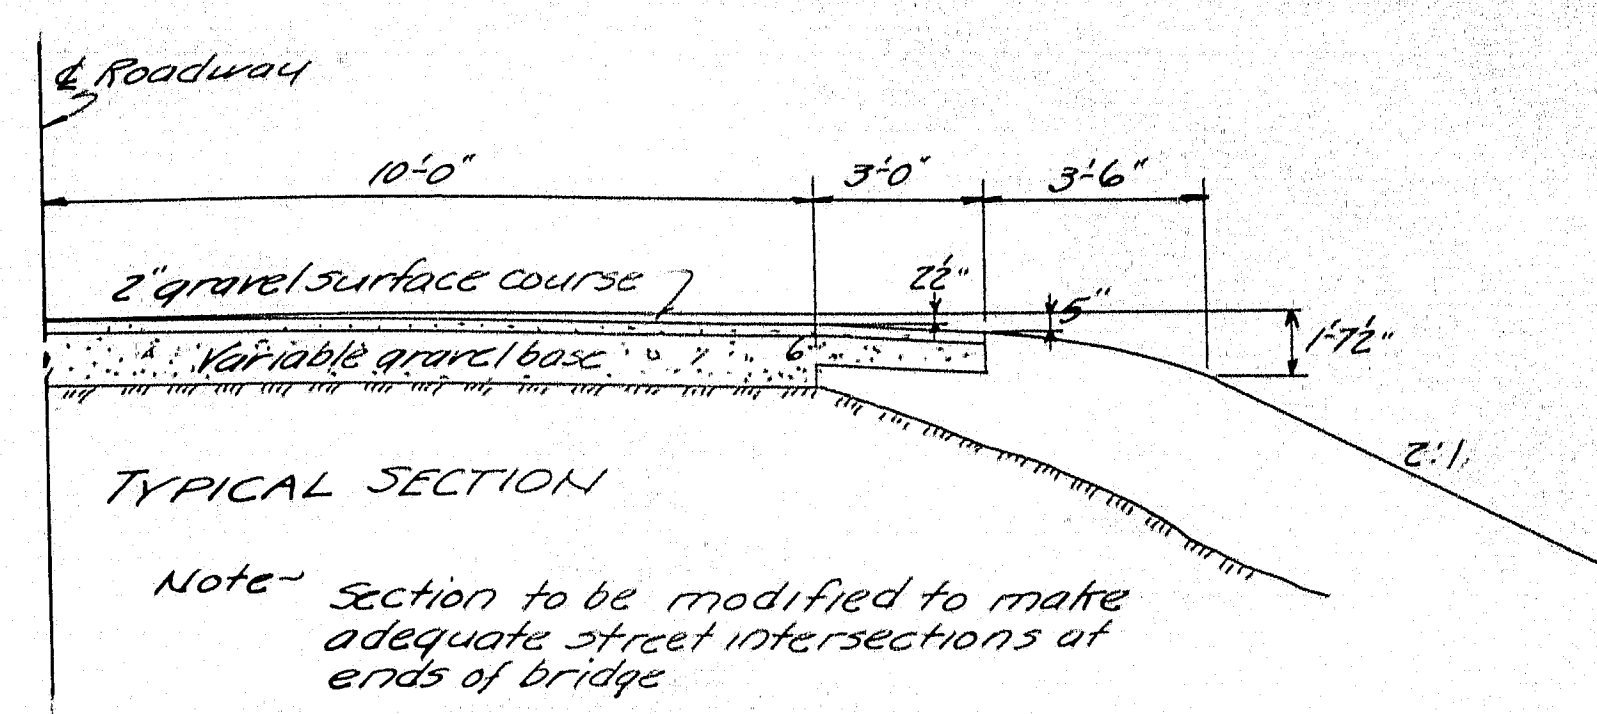 ℄ Roadway
10'-0"
3'-0"
3'-6"
2" gravel surface course
2½"
5"
1'-7½"
Variable gravel base
6"
2:1
TYPICAL SECTION
Note~ Section to be modified to make
adequate street intersections at
ends of bridge